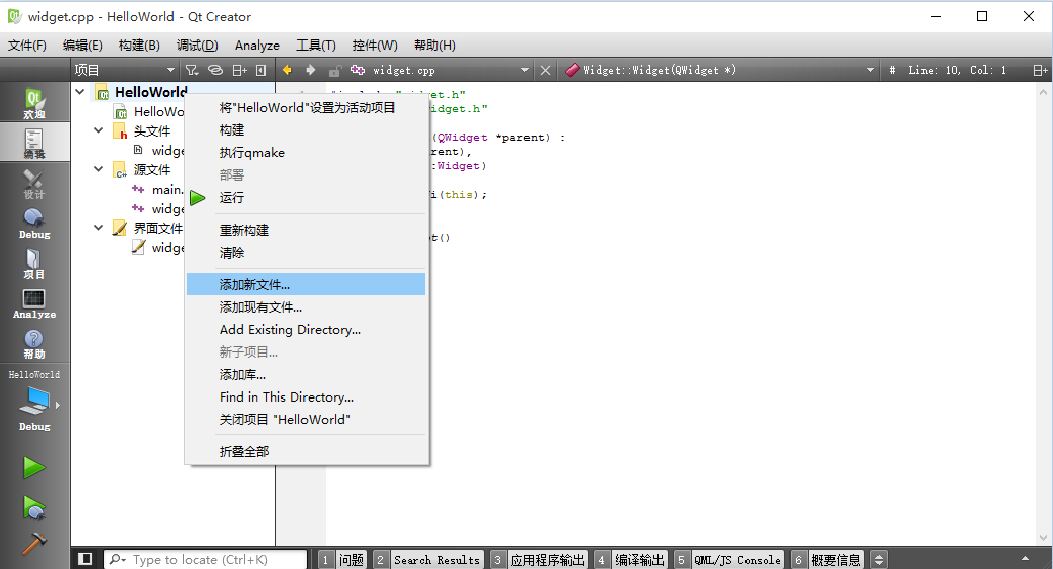 widget.cpp - HelloWorld - Qt Creator
文件(F) 编辑(E) 构建(B) 调试(D) Analyze 工具(T) 控件(W) 帮助(H)
项目 widget.cpp Widget::Widget(QWidget *) # Line: 10, Col: 1
欢迎
编辑
设计
Debug
项目
Analyze
帮助
HelloWorld
Debug
HelloWorld
HelloWo
头文件
widge
源文件
main.
widge
界面文件
widge
将"HelloWorld"设置为活动项目
构建
执行qmake
部署
运行
重新构建
清除
添加新文件...
添加现有文件...
Add Existing Directory...
新子项目...
添加库...
Find in This Directory...
关闭项目 "HelloWorld"
折叠全部
idget.h"
(QWidget *parent) :
rent),
:Widget)
i(this);
t()
Type to locate (Ctrl+K) 1 问题 2 Search Results 3 应用程序输出 4 编译输出 5 QML/JS Console 6 概要信息